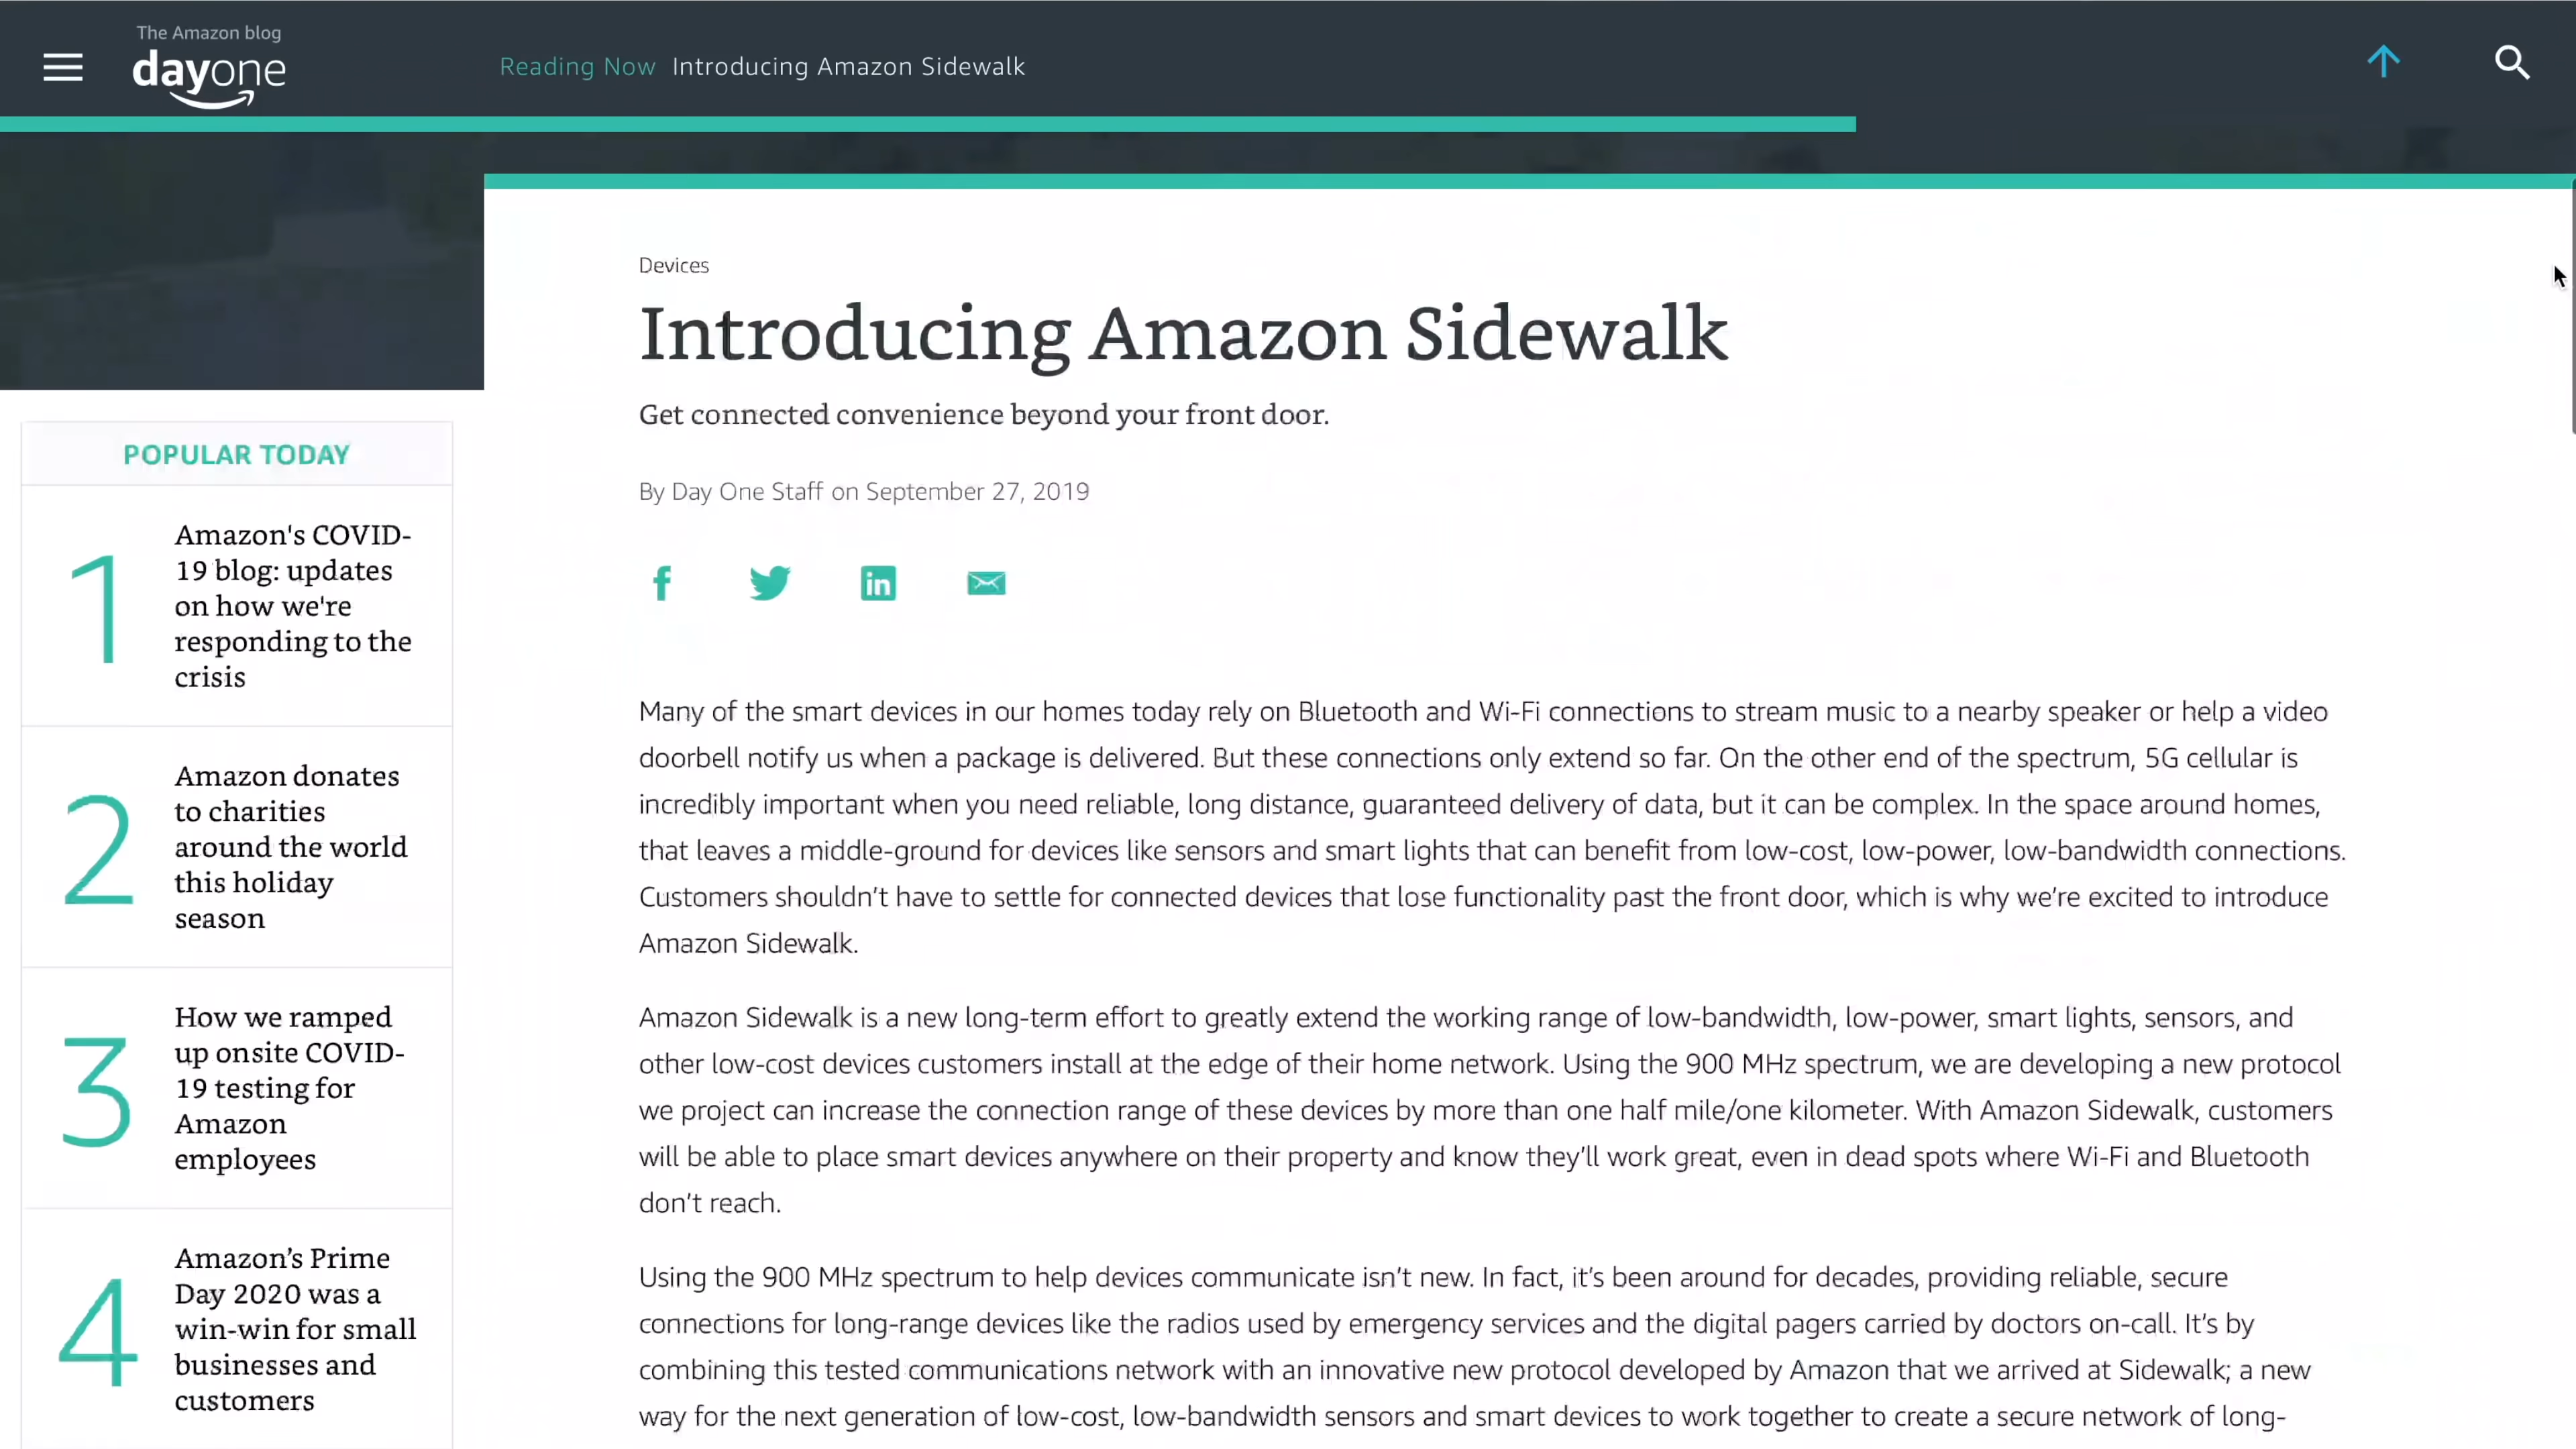 The Amazon blog
dayone
Reading Now Introducing Amazon Sidewalk
Devices
Introducing Amazon Sidewalk
Get connected convenience beyond your front door.
By Day One Staff on September 27, 2019
f
in
Many of the smart devices in our homes today rely on Bluetooth and Wi-Fi connections to stream music to a nearby speaker or help a video
doorbell notify us when a package is delivered. But these connections only extend so far. On the other end of the spectrum, 5G cellular is
incredibly important when you need reliable, long distance, guaranteed delivery of data, but it can be complex. In the space around homes,
that leaves a middle-ground for devices like sensors and smart lights that can benefit from low-cost, low-power, low-bandwidth connections.
Customers shouldn't have to settle for connected devices that lose functionality past the front door, which is why we're excited to introduce
Amazon Sidewalk.
Amazon Sidewalk is a new long-term effort to greatly extend the working range of low-bandwidth, low-power, smart lights, sensors, and
other low-cost devices customers install at the edge of their home network. Using the 900 MHz spectrum, we are developing a new protocol
we project can increase the connection range of these devices by more than one half mile/one kilometer. With Amazon Sidewalk, customers
will be able to place smart devices anywhere on their property and know they'll work great, even in dead spots where Wi-Fi and Bluetooth
don't reach.
Using the 900 MHz spectrum to help devices communicate isn't new. In fact, it's been around for decades, providing reliable, secure
connections for long-range devices like the radios used by emergency services and the digital pagers carried by doctors on-call. It's by
combining this tested communications network with an innovative new protocol developed by Amazon that we arrived at Sidewalk; a new
way for the next generation of low-cost, low-bandwidth sensors and smart devices to work together to create a secure network of long-
POPULAR TODAY
1
Amazon's COVID-
19 blog: updates
on how we're
responding to the
crisis
2
Amazon donates
to charities
around the world
this holiday
season
3
How we ramped
up onsite COVID-
19 testing for
Amazon
employees
4
Amazon's Prime
Day 2020 was a
win-win for small
businesses and
customers